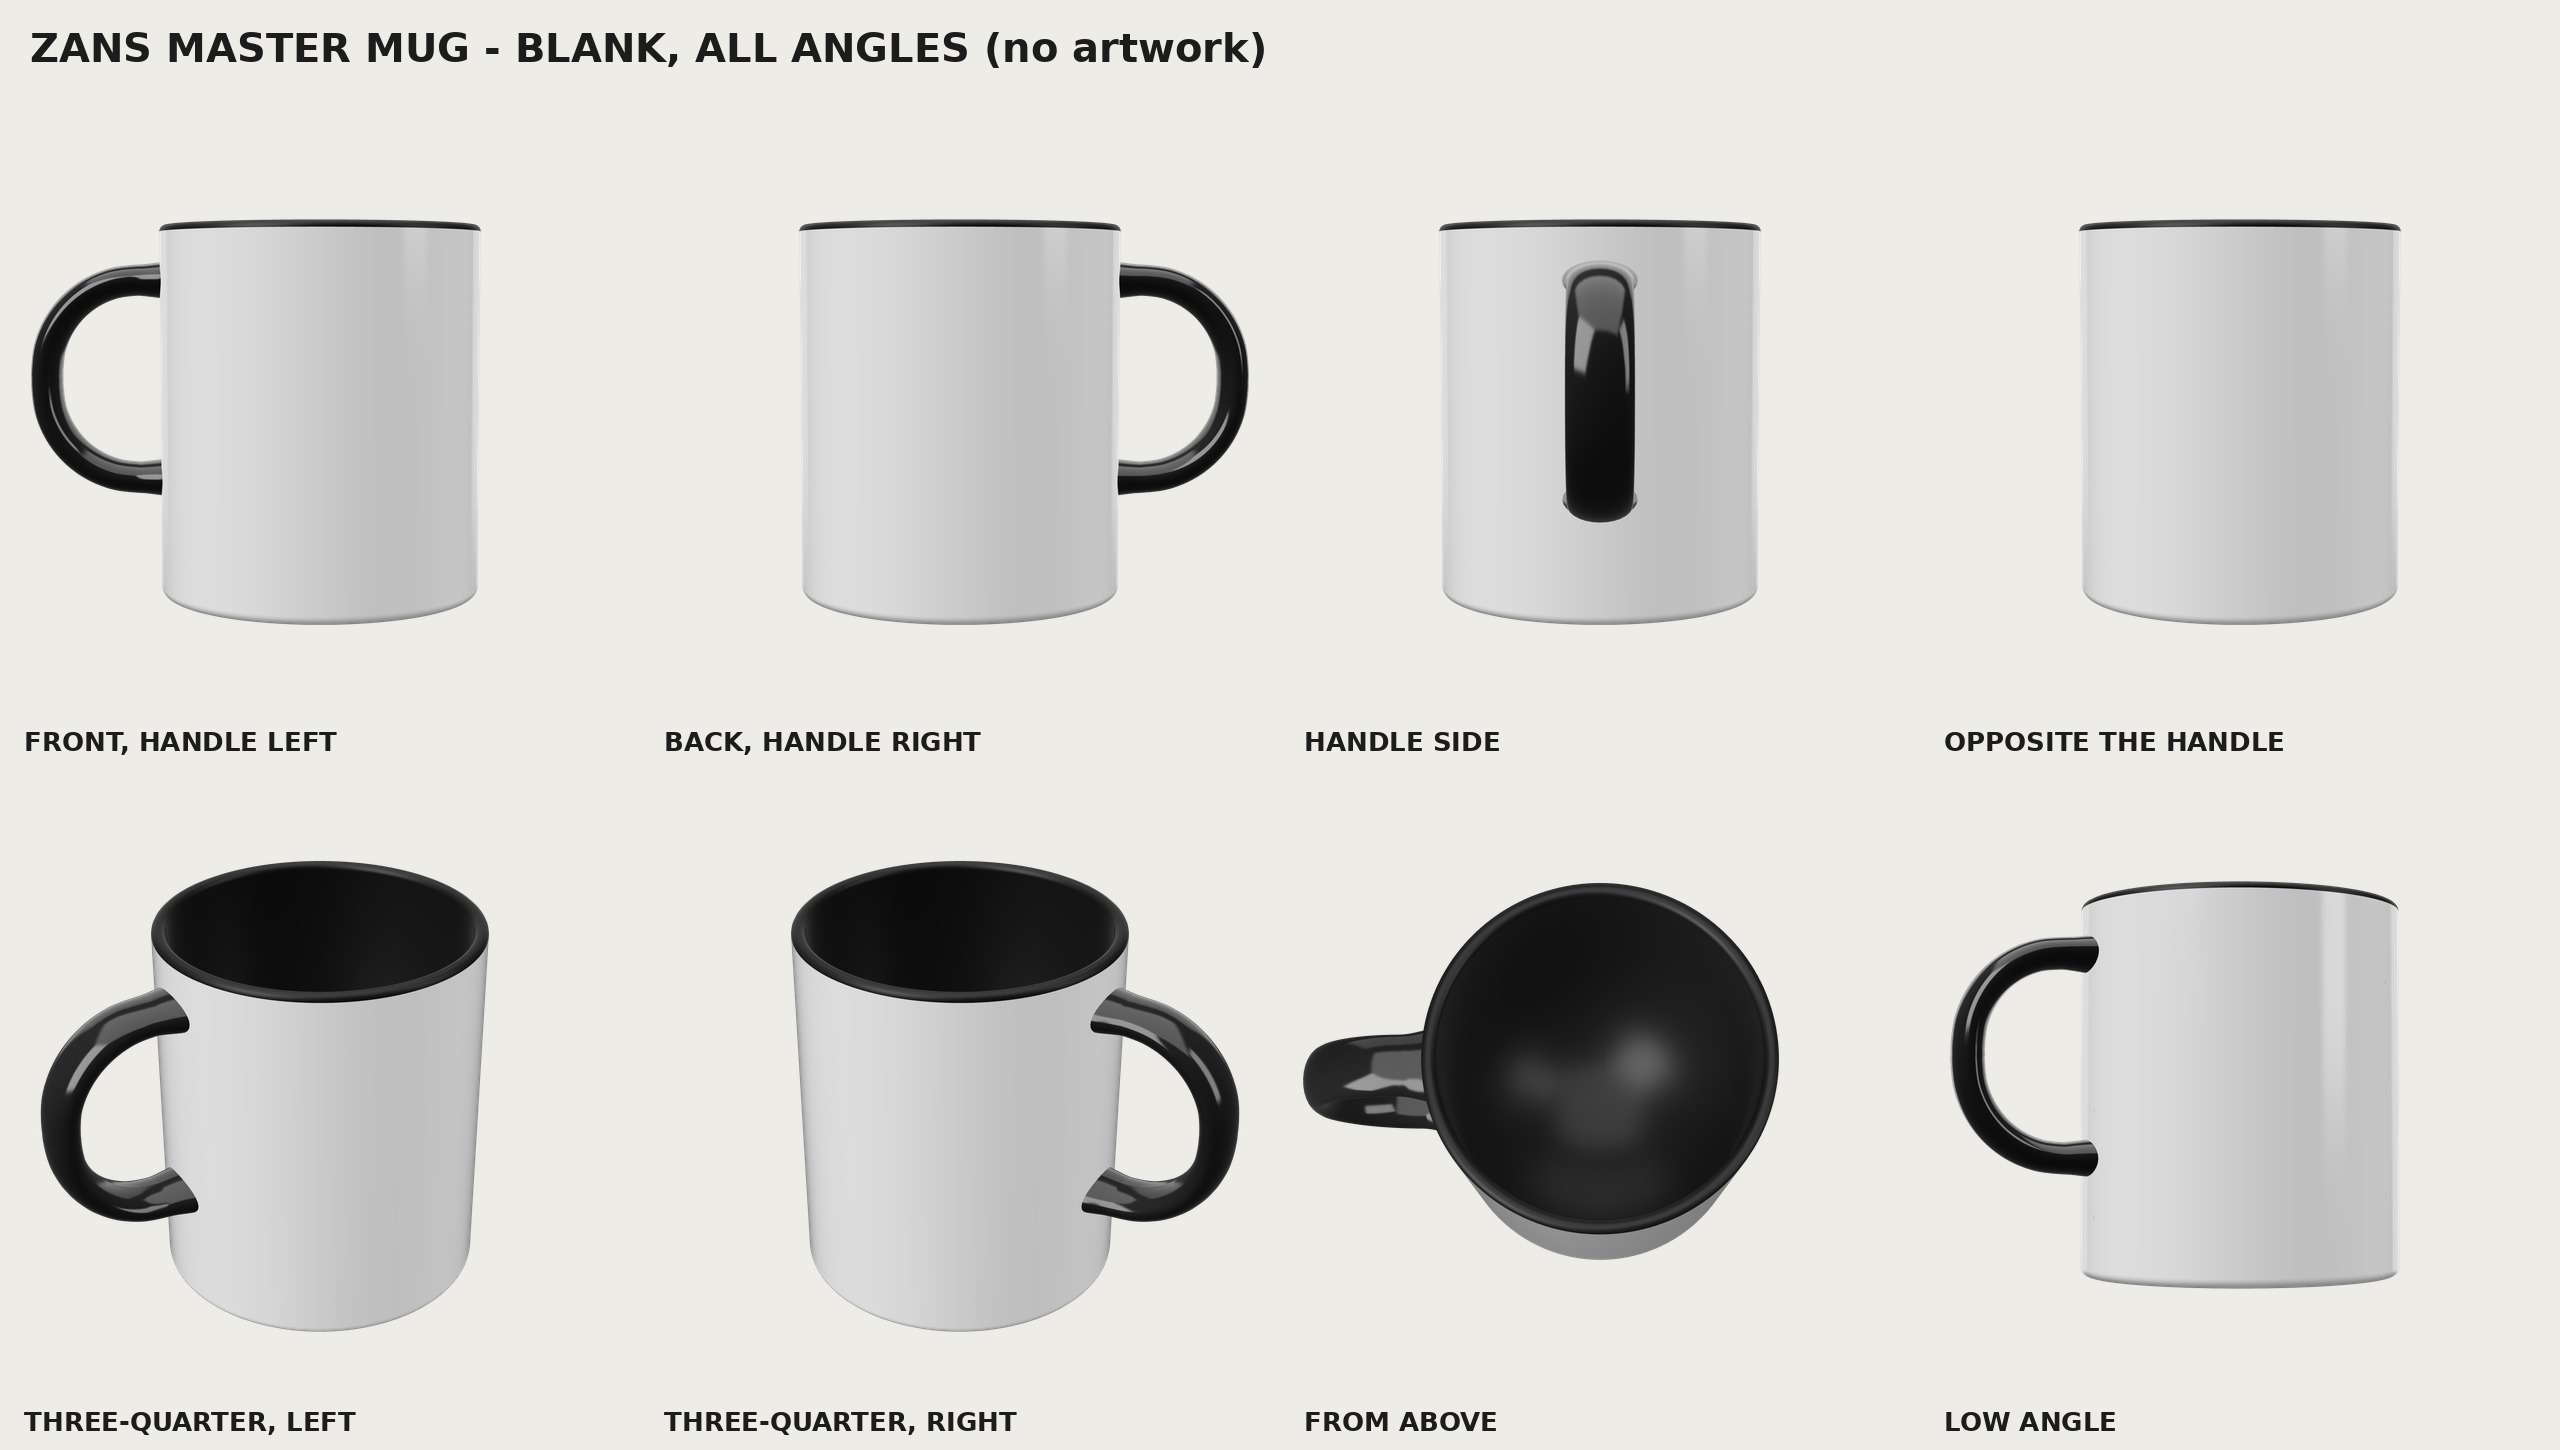 ZANS MASTER MUG - BLANK, ALL ANGLES (no artwork)
FRONT, HANDLE LEFT
BACK, HANDLE RIGHT
HANDLE SIDE
OPPOSITE THE HANDLE
THREE-QUARTER, LEFT
THREE-QUARTER, RIGHT
FROM ABOVE
LOW ANGLE